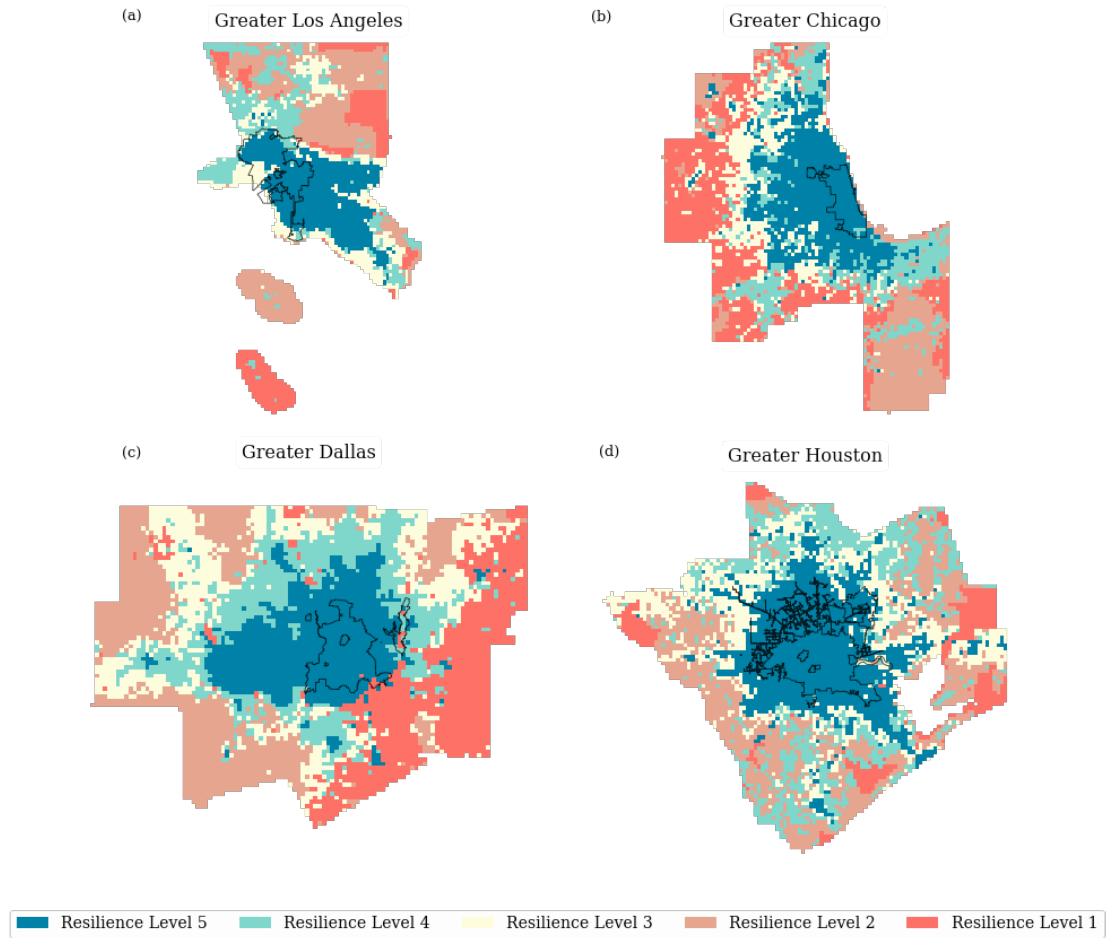 (a)
Greater Los Angeles
(b)
Greater Chicago
(c)
Greater Dallas
(d)
Greater Houston
Resilience Level 5
Resilience Level 4
Resilience Level 3
Resilience Level 2
Resilience Level 1